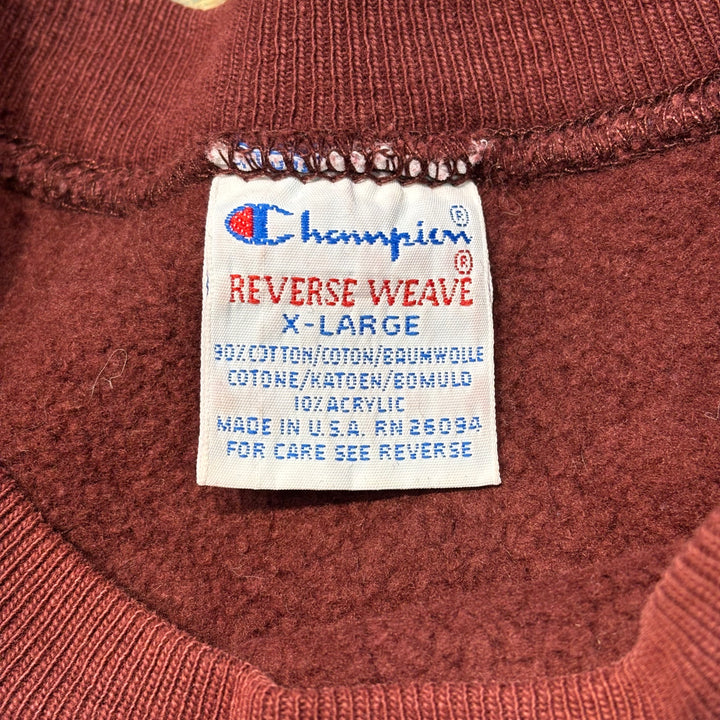 Champion®
REVERSE WEAVE®
X-LARGE
90% COTTON/COTON/BAUMWOLLE
COTONE/KATOEN/BOMULD
10% ACRYLIC
MADE IN U.S.A. RN 26094
FOR CARE SEE REVERSE